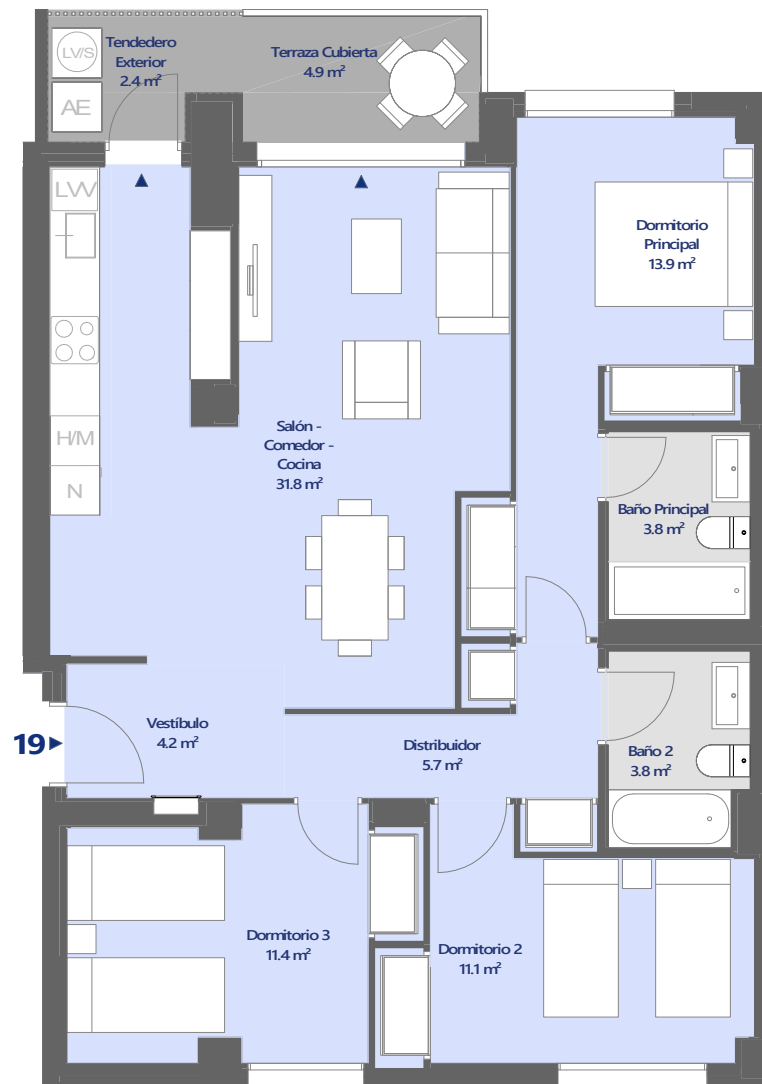 Tendedero
Exterior
2.4 m²
Terraza Cubierta
4.9 m²
LV/S
AE
LVV
Dormitorio
Principal
13.9 m²
H/M
N
Salón -
Comedor -
Cocina
31.8 m²
Baño Principal
3.8 m²
19
Vestíbulo
4.2 m²
Distribuidor
5.7 m²
Baño 2
3.8 m²
Dormitorio 3
11.4 m²
Dormitorio 2
11.1 m²